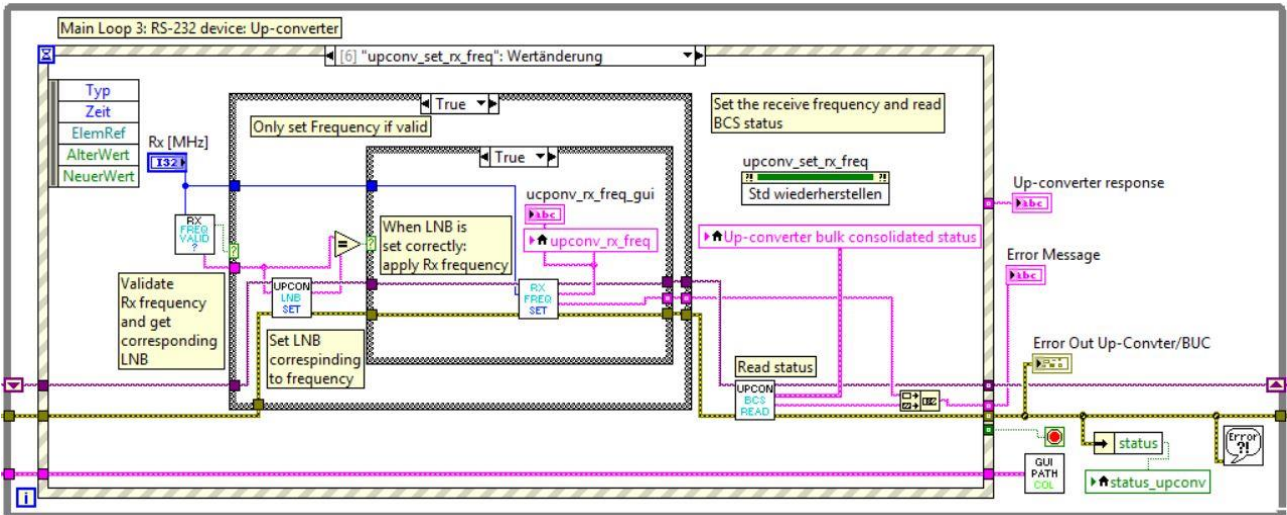 Main Loop 3: RS-232 device: Up-converter
[6] "upconv_set_rx_freq": Wertänderung
Typ
Zeit
ElemRef
AlterWert
NeuerWert
Rx [MHz]
I32
RX
FREQ
VALID
?
Validate
Rx frequency
and get
corresponding
LNB
True
Only set Frequency if valid
UPCON
LNB
SET
Set LNB
correspinding
to frequency
=
?
?
True
When LNB is
set correctly:
apply Rx frequency
ucponv_rx_freq_gui
abc
upconv_rx_freq
RX
FREQ
SET
Set the receive frequency and read
BCS status
upconv_set_rx_freq
?!
?!
Std wiederherstellen
Up-converter bulk consolidated status
Read status
UPCON
BCS
READ
Up-converter response
abc
Error Message
abc
Error Out Up-Convter/BUC
status
status_upconv
Error
?!
GUI
PATH
COL
i